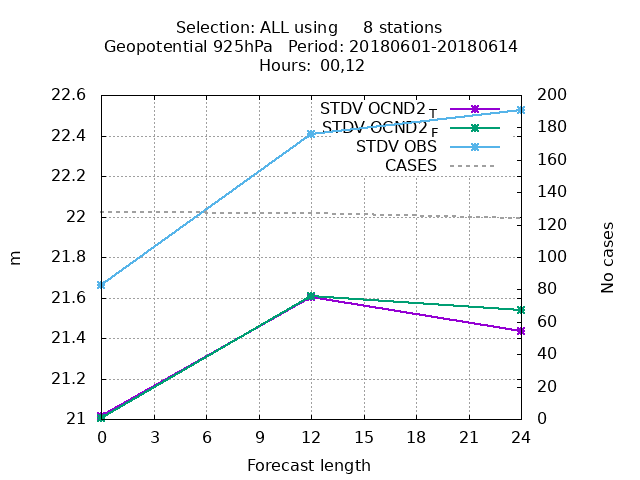 Selection: ALL using     8 stations
Geopotential 925hPa   Period: 20180601-20180614
Hours: 00,12
22.6
22.4
22.2
22
21.8
21.6
21.4
21.2
21
200
180
160
140
120
100
80
60
40
20
0
STDV OCND2 T
STDV OCND2 F
STDV OBS
CASES
m
No cases
0 3 6 9 12 15 18 21 24
Forecast length